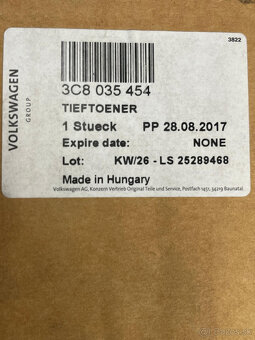 3822
VOLKSWAGEN
GROUP
3C8 035 454
TIEFTOENER
1 Stueck PP 28.08.2017
Expire date: NONE
Lot: KW/26 - LS 25289468
Made in Hungary
Volkswagen AG, Konzern Vertrieb Original Teile und Service, Postfach 1451, 34219 Baunatal